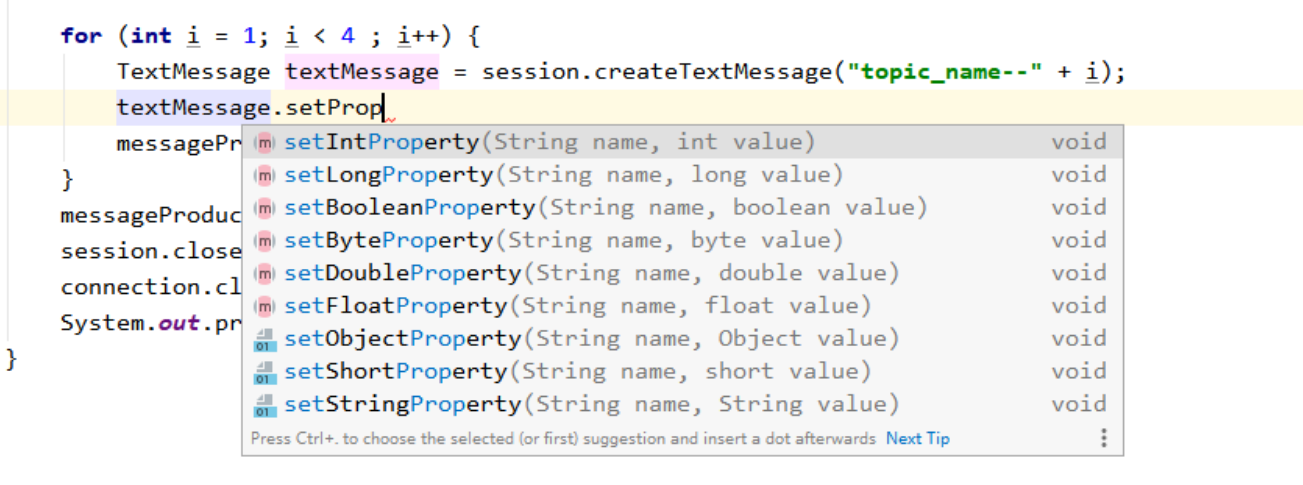 for (int i = 1; i < 4 ; i++) {
TextMessage textMessage = session.createTextMessage("topic_name--" + i);
textMessage.setProp
messagePr
}
messageProduc
session.close
connection.cl
System.out.pr
}
setIntProperty(String name, int value) void
setLongProperty(String name, long value) void
setBooleanProperty(String name, boolean value) void
setByteProperty(String name, byte value) void
setDoubleProperty(String name, double value) void
setFloatProperty(String name, float value) void
setObjectProperty(String name, Object value) void
setShortProperty(String name, short value) void
setStringProperty(String name, String value) void
Press Ctrl+. to choose the selected (or first) suggestion and insert a dot afterwards Next Tip